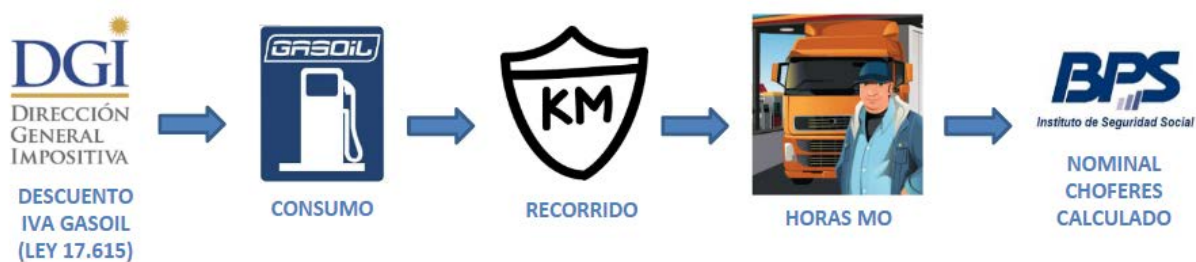 DGI
DIRECCIÓN
GENERAL
IMPOSITIVA
DESCUENTO
IVA GASOIL
(LEY 17.615)
GASOIL
CONSUMO
KM
RECORRIDO
HORAS MO
BPS
Instituto de Seguridad Social
NOMINAL
CHOFERES
CALCULADO